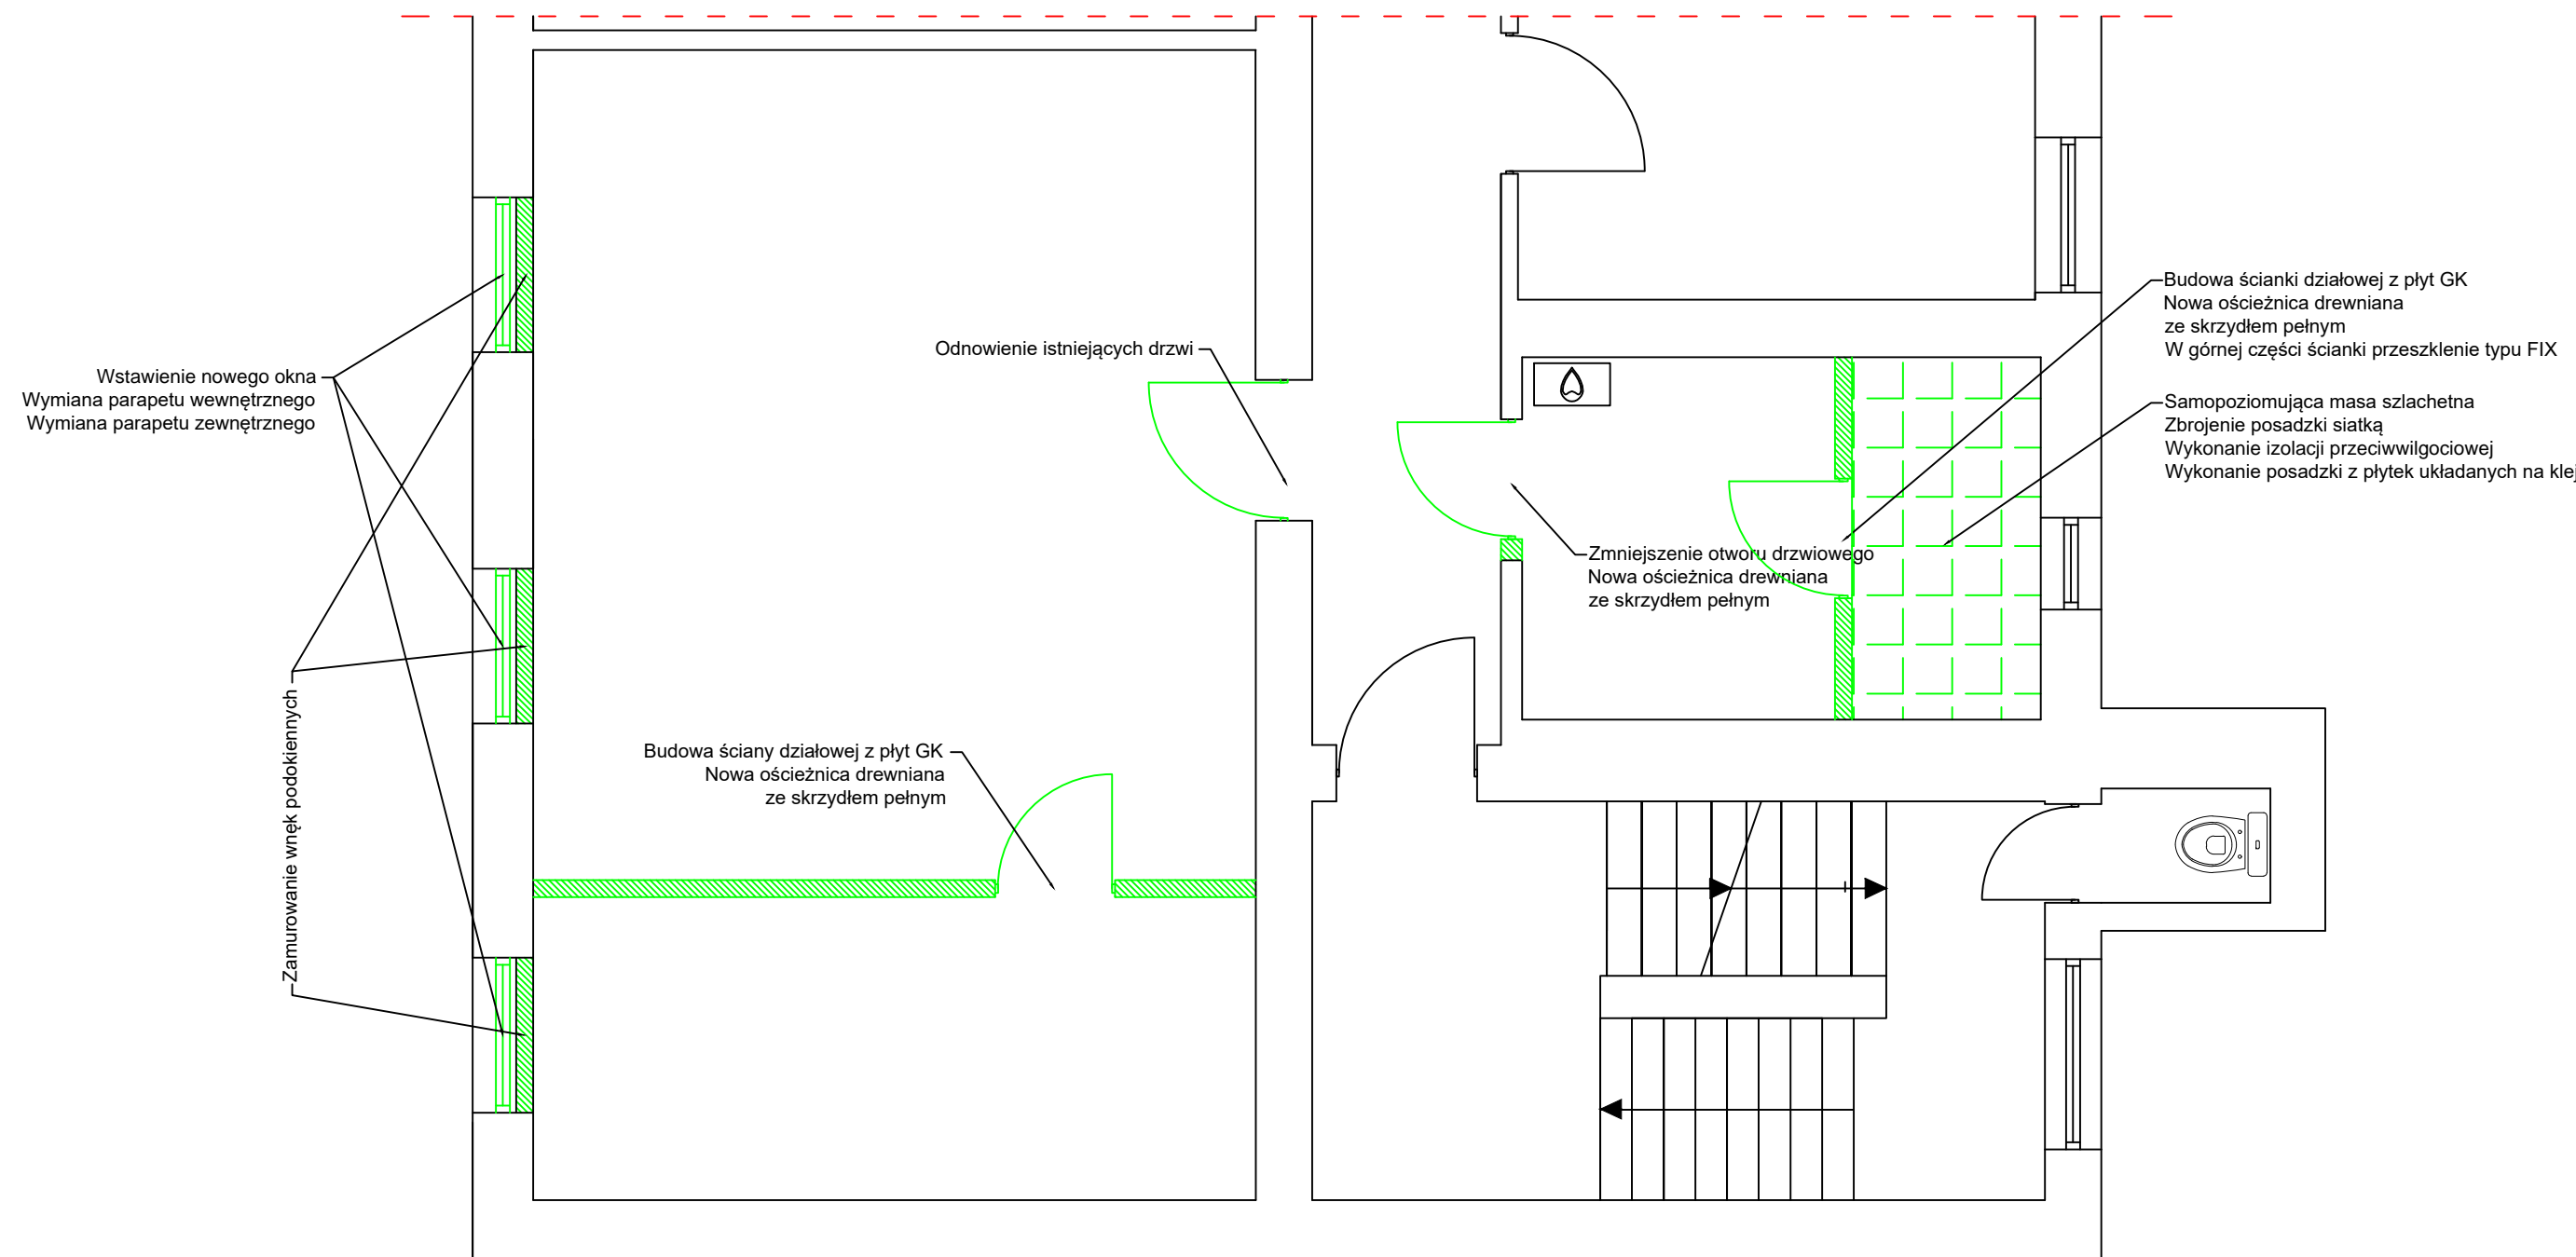 Budowa ścianki działowej z płyt GK
Nowa ościeżnica drewniana
ze skrzydłem pełnym
W górnej części ścianki przeszklenie typu FIX
Odnowienie istniejących drzwi
Wstawienie nowego okna
Wymiana parapetu wewnętrznego
Wymiana parapetu zewnętrznego
Samopoziomująca masa szlachetna
Zbrojenie posadzki siatką
Wykonanie izolacji przeciwwilgociowej
Wykonanie posadzki z płytek układanych na klej
Zmniejszenie otworu drzwiowego
Nowa ościeżnica drewniana
ze skrzydłem pełnym
Zamurowanie wnęk podokiennych
Budowa ściany działowej z płyt GK
Nowa ościeżnica drewniana
ze skrzydłem pełnym